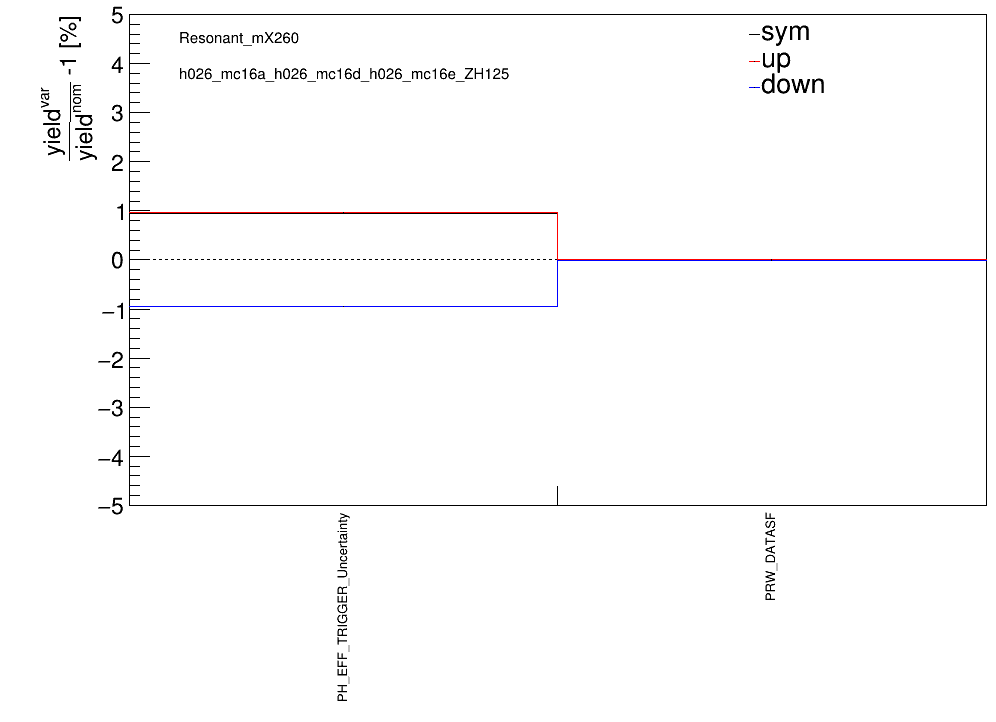 yield^var
yield^nom -1 [%]
5
4
3
2
1
0
−1
−2
−3
−4
−5
Resonant_mX260
h026_mc16a_h026_mc16d_h026_mc16e_ZH125
sym
up
down
PH_EFF_TRIGGER_Uncertainty
PRW_DATASF